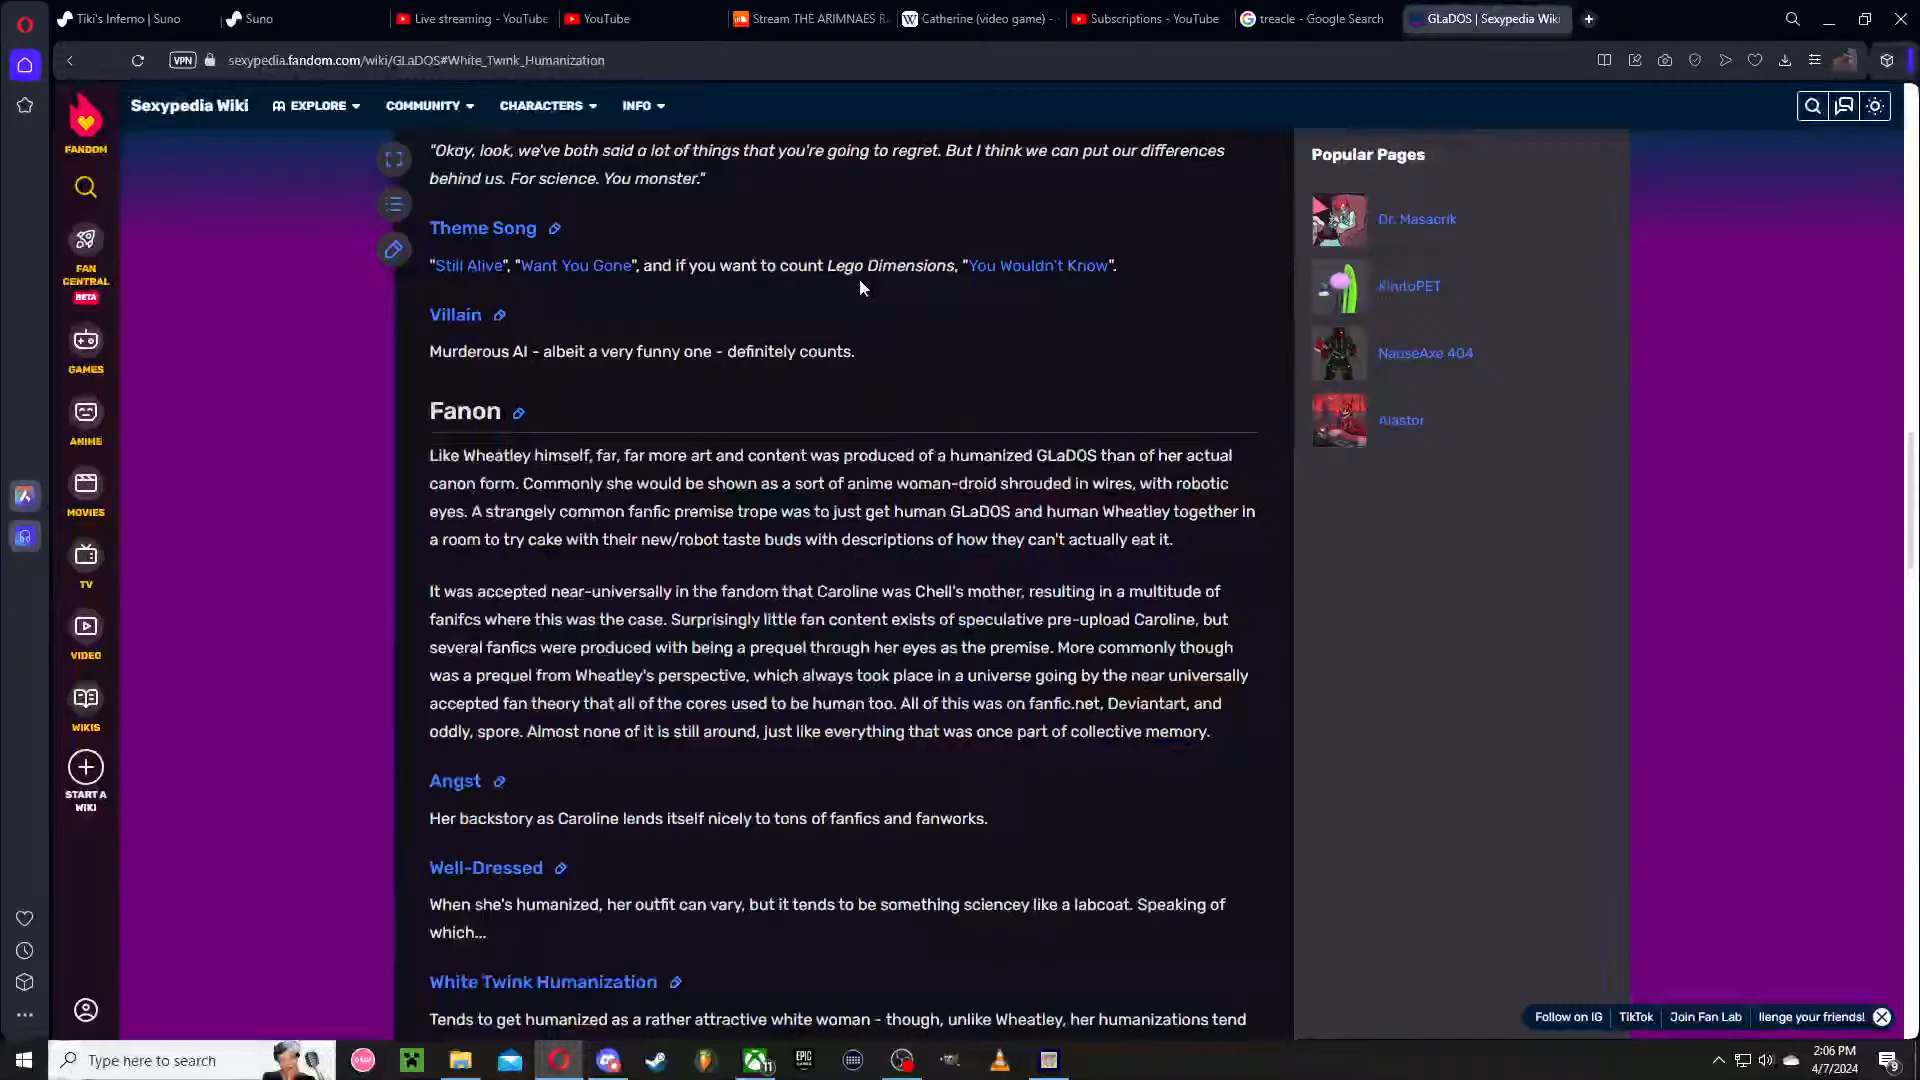 Tiki's Inferno | Suno
Suno
Live streaming - YouTube
YouTube
Stream THE ARIMNAES R
Catherine (video game) -
Subscriptions - YouTube
treacle - Google Search
GLaDOS | Sexypedia Wiki
VPN
sexypedia.fandom.com/wiki/GLaDOS#White_Twink_Humanization
Sexypedia Wiki
EXPLORE
COMMUNITY
CHARACTERS
INFO
FANDOM
FAN
CENTRAL
BETA
GAMES
ANIME
MOVIES
TV
VIDEO
WIKIS
START A
WIKI
"Okay, look, we've both said a lot of things that you're going to regret. But I think we can put our differences
behind us. For science. You monster."
Theme Song
"Still Alive", "Want You Gone", and if you want to count Lego Dimensions, "You Wouldn't Know".
Villain
Murderous AI - albeit a very funny one - definitely counts.
Fanon
Like Wheatley himself, far, far more art and content was produced of a humanized GLaDOS than of her actual
canon form. Commonly she would be shown as a sort of anime woman-droid shrouded in wires, with robotic
eyes. A strangely common fanfic premise trope was to just get human GLaDOS and human Wheatley together in
a room to try cake with their new/robot taste buds with descriptions of how they can't actually eat it.
It was accepted near-universally in the fandom that Caroline was Chell's mother, resulting in a multitude of
fanifcs where this was the case. Surprisingly little fan content exists of speculative pre-upload Caroline, but
several fanfics were produced with being a prequel through her eyes as the premise. More commonly though
was a prequel from Wheatley's perspective, which always took place in a universe going by the near universally
accepted fan theory that all of the cores used to be human too. All of this was on fanfic.net, Deviantart, and
oddly, spore. Almost none of it is still around, just like everything that was once part of collective memory.
Angst
Her backstory as Caroline lends itself nicely to tons of fanfics and fanworks.
Well-Dressed
When she's humanized, her outfit can vary, but it tends to be something sciencey like a labcoat. Speaking of
which...
White Twink Humanization
Tends to get humanized as a rather attractive white woman - though, unlike Wheatley, her humanizations tend
Popular Pages
Dr. Masacrik
KinitoPET
NauseAxe 404
Alastor
Follow on IG
TikTok
Join Fan Lab
llenge your friends!
Type here to search
EPIC
GAMES
11
2:06 PM
4/7/2024
9